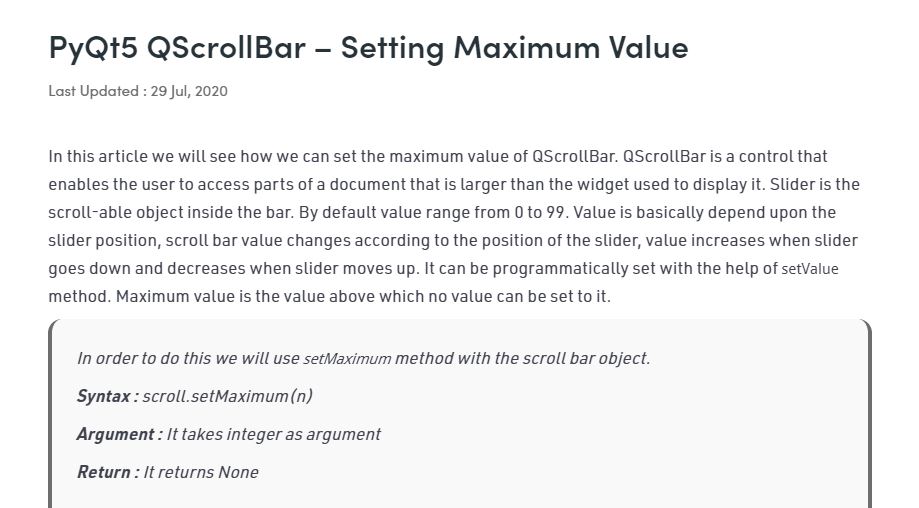 PyQt5 QScrollBar – Setting Maximum Value
Last Updated : 29 Jul, 2020
In this article we will see how we can set the maximum value of QScrollBar. QScrollBar is a control that
enables the user to access parts of a document that is larger than the widget used to display it. Slider is the
scroll-able object inside the bar. By default value range from 0 to 99. Value is basically depend upon the
slider position, scroll bar value changes according to the position of the slider, value increases when slider
goes down and decreases when slider moves up. It can be programmatically set with the help of setValue
method. Maximum value is the value above which no value can be set to it.
In order to do this we will use setMaximum method with the scroll bar object.
Syntax : scroll.setMaximum(n)
Argument : It takes integer as argument
Return : It returns None